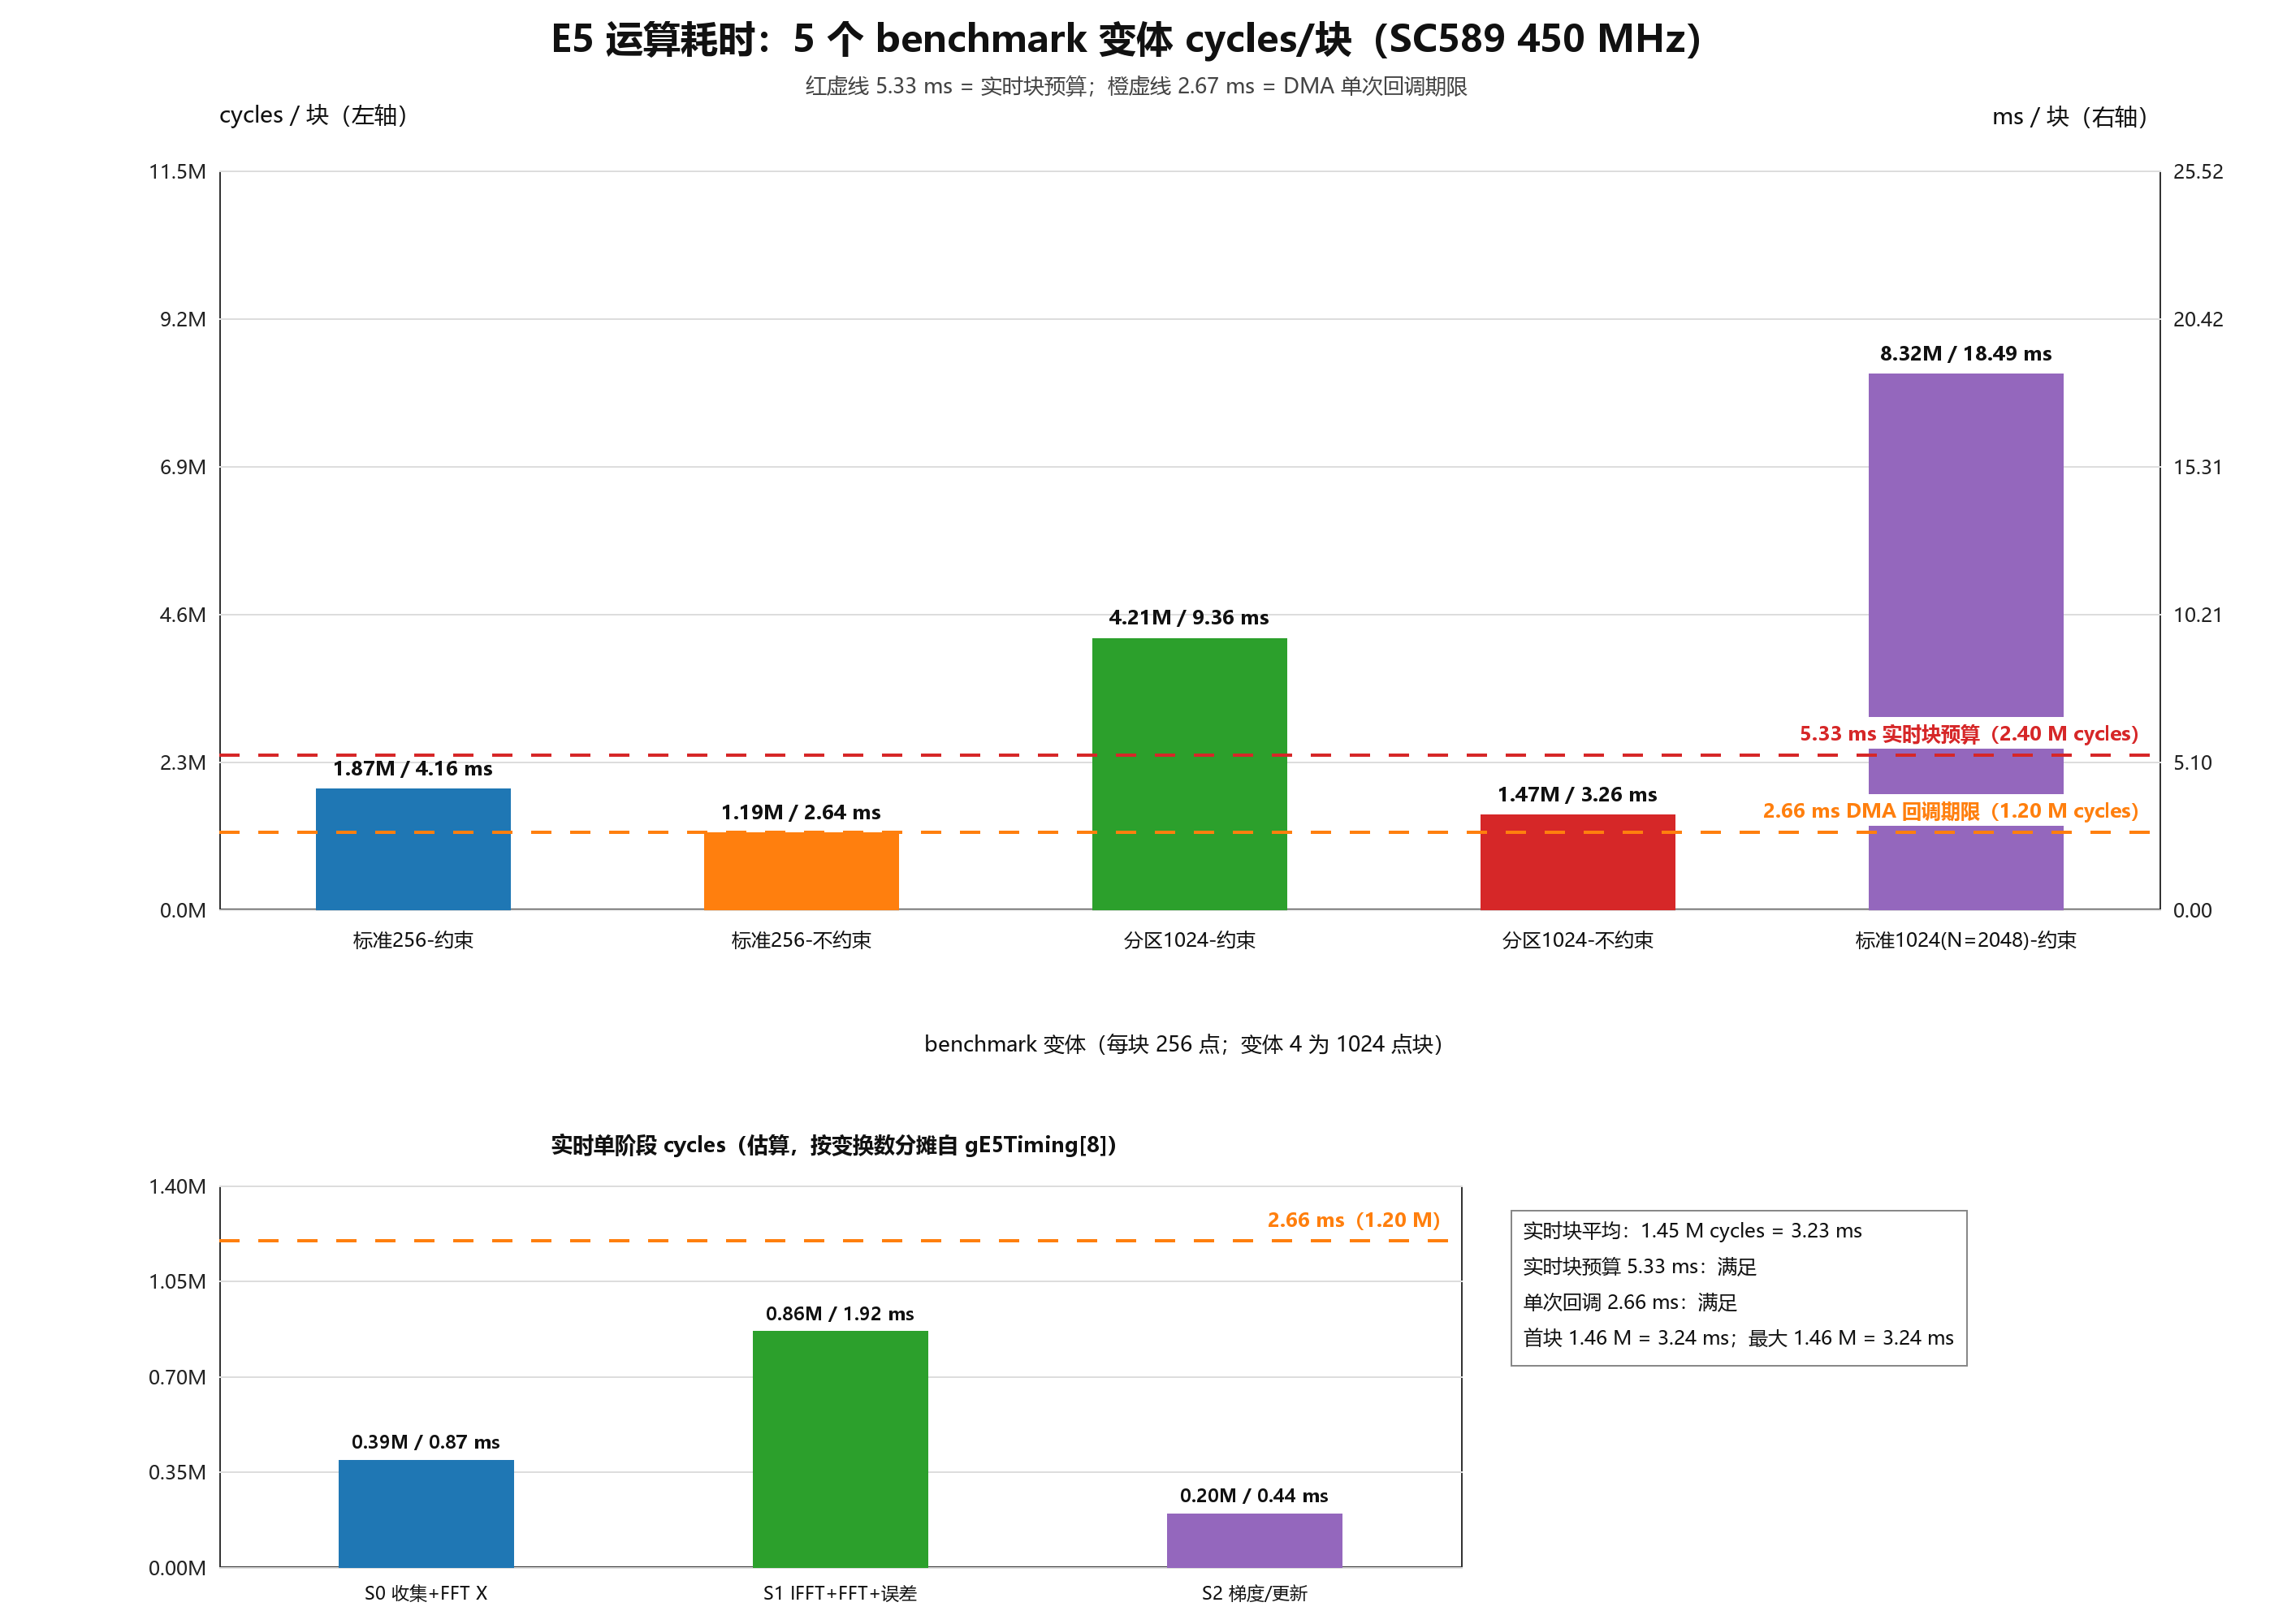 E5 运算耗时：5 个 benchmark 变体 cycles/块（SC589 450 MHz）
红虚线 5.33 ms = 实时块预算；橙虚线 2.67 ms = DMA 单次回调期限
cycles / 块（左轴）
ms / 块（右轴）
11.5M
25.52
9.2M
20.42
8.32M / 18.49 ms
6.9M
15.31
4.6M
10.21
4.21M / 9.36 ms
5.33 ms 实时块预算（2.40 M cycles）
2.3M
5.10
1.87M / 4.16 ms
1.19M / 2.64 ms
1.47M / 3.26 ms
2.66 ms DMA 回调期限（1.20 M cycles）
0.0M
0.00
标准256-约束
标准256-不约束
分区1024-约束
分区1024-不约束
标准1024(N=2048)-约束
benchmark 变体（每块 256 点；变体 4 为 1024 点块）
实时单阶段 cycles（估算，按变换数分摊自 gE5Timing[8]）
1.40M
2.66 ms（1.20 M）
1.05M
0.86M / 1.92 ms
0.70M
0.39M / 0.87 ms
0.35M
0.20M / 0.44 ms
0.00M
S0 收集+FFT X
S1 IFFT+FFT+误差
S2 梯度/更新
实时块平均：1.45 M cycles = 3.23 ms
实时块预算 5.33 ms：满足
单次回调 2.66 ms：满足
首块 1.46 M = 3.24 ms；最大 1.46 M = 3.24 ms